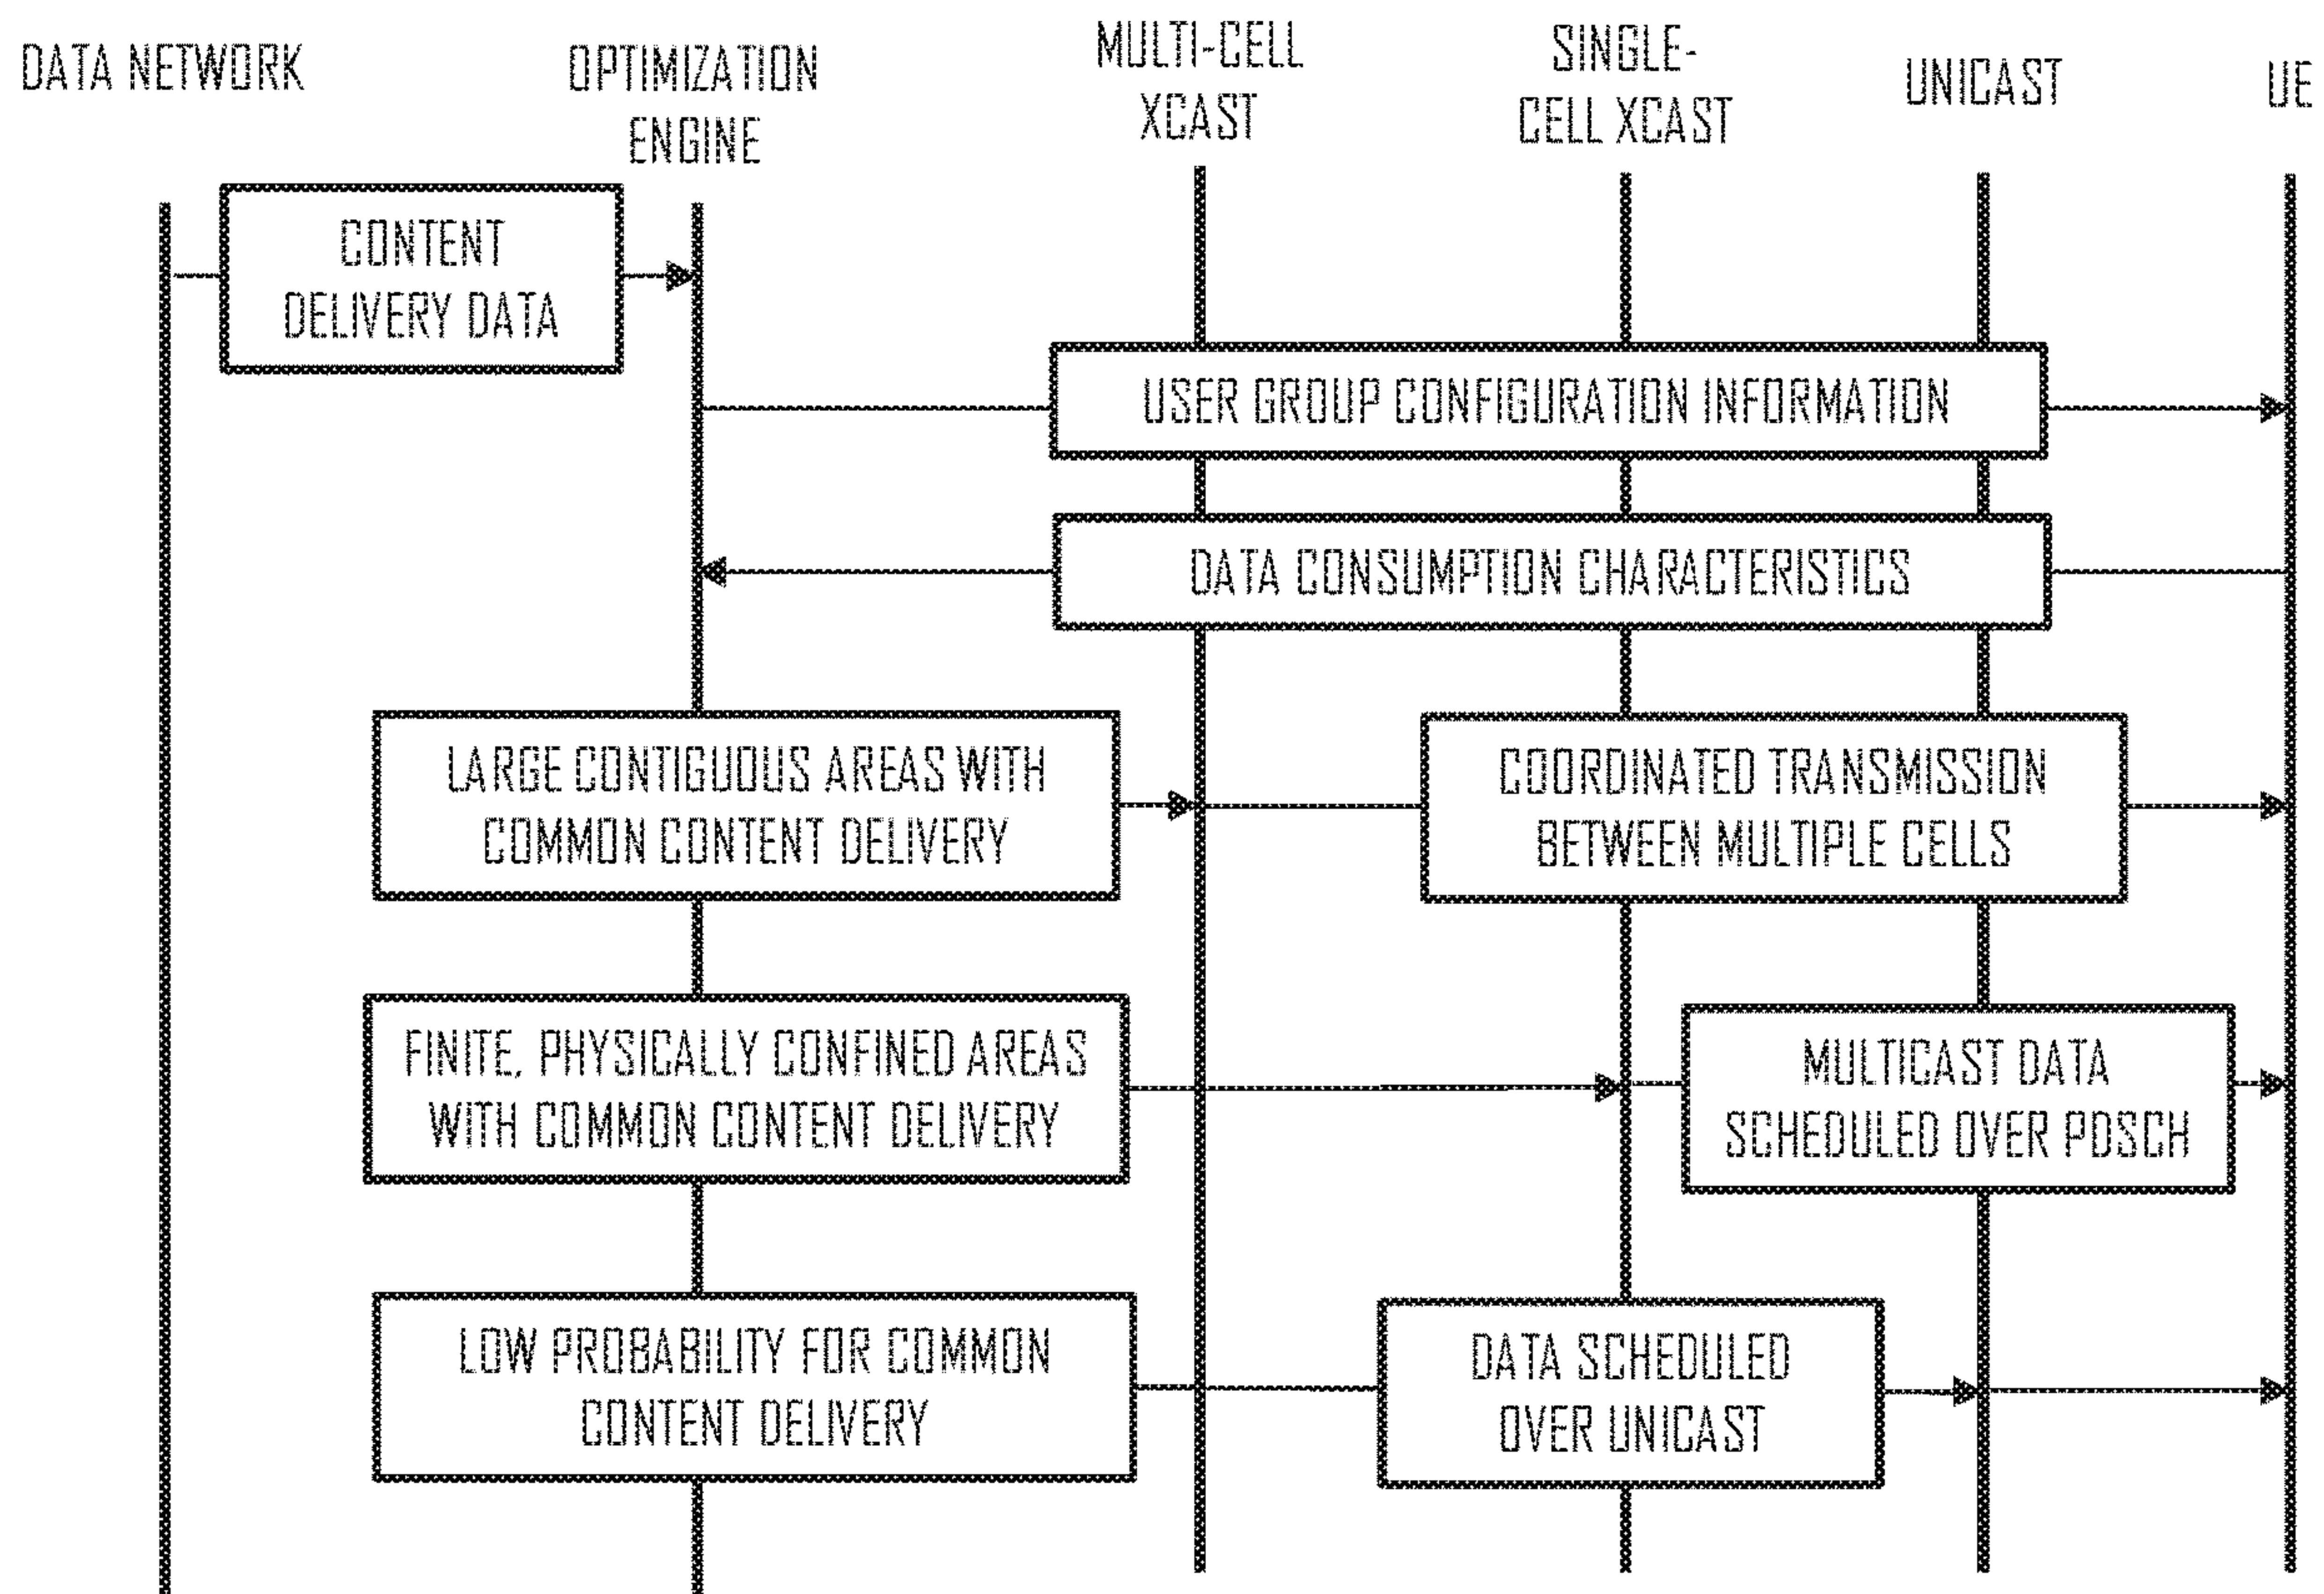 DATA NETWORK
OPTIMIZATION
ENGINE
MULTI-CELL
XCAST
SINGLE-
CELL XCAST
UNICAST
UE
CONTENT
DELIVERY DATA
USER GROUP CONFIGURATION INFORMATION
DATA CONSUMPTION CHARACTERISTICS
LARGE CONTIGUOUS AREAS WITH
COMMON CONTENT DELIVERY
COORDINATED TRANSMISSION
BETWEEN MULTIPLE CELLS
FINITE, PHYSICALLY CONFINED AREAS
WITH COMMON CONTENT DELIVERY
MULTICAST DATA
SCHEDULED OVER PDSCH
LOW PROBABILITY FOR COMMON
CONTENT DELIVERY
DATA SCHEDULED
OVER UNICAST